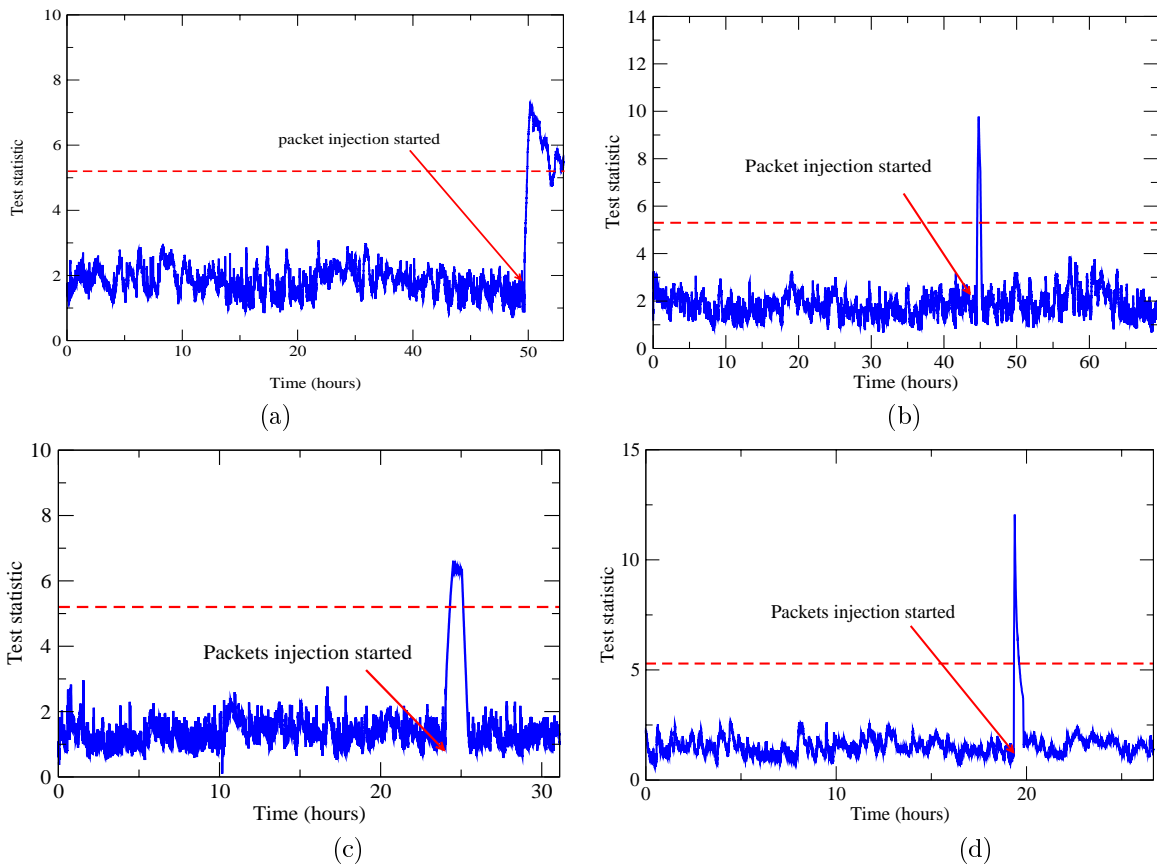 10
8
6
4
2
0
Test statistic
packet injection started
0 10 20 40 50
Time (hours)
(a)
14
12
10
8
6
4
2
0
Test statistic
Packet injection started
0 10 20 30 40 50 60
Time (hours)
(b)
10
8
6
4
2
0
Test statistic
Packets injection started
0 10 20 30
Time (hours)
(c)
15
10
5
0
Test statistic
Packets injection started
0 10 20
Time (hours)
(d)